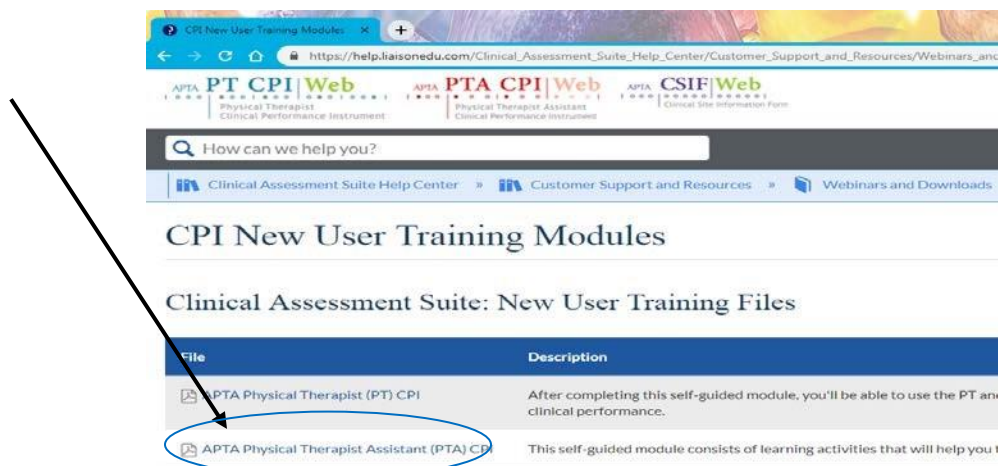 CPI New User Training Modules
https://help.liaisonedu.com/Clinical_Assessment_Suite_Help_Center/Customer_Support_and_Resources/Webinars_and
APTA PT CPI Web APTA PTA CPI Web APTA CSIF Web
Physical Therapist Physical Therapist Assistant Clinical Site Information Form
Clinical Performance Instrument Clinical Performance Instrument
How can we help you?
Clinical Assessment Suite Help Center » Customer Support and Resources » Webinars and Downloads
CPI New User Training Modules
Clinical Assessment Suite: New User Training Files
File Description
APTA Physical Therapist (PT) CPI After completing this self-guided module, you'll be able to use the PT and
clinical performance.
APTA Physical Therapist Assistant (PTA) CPI This self-guided module consists of learning activities that will help you